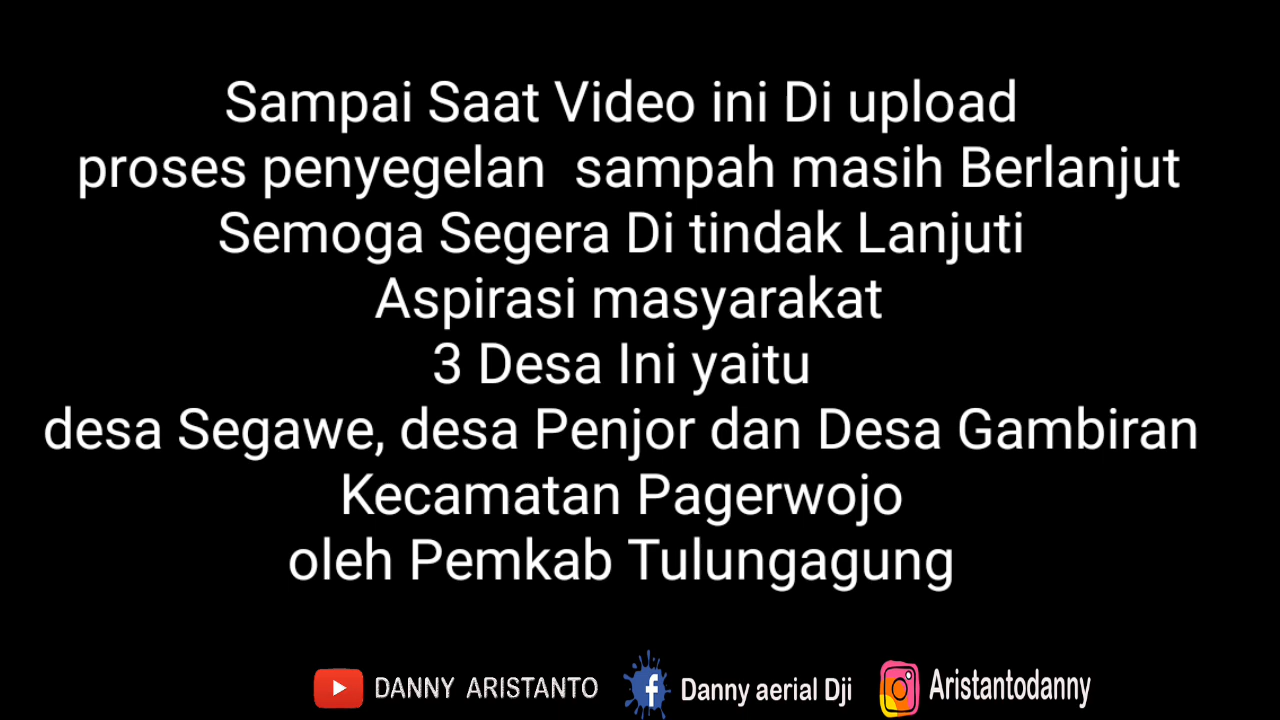 Sampai Saat Video ini Di upload
proses penyegelan  sampah masih Berlanjut
Semoga Segera Di tindak Lanjuti
Aspirasi masyarakat
3 Desa Ini yaitu
desa Segawe, desa Penjor dan Desa Gambiran
Kecamatan Pagerwojo
oleh Pemkab Tulungagung
DANNY ARISTANTO
Danny aerial Dji
Aristantodanny